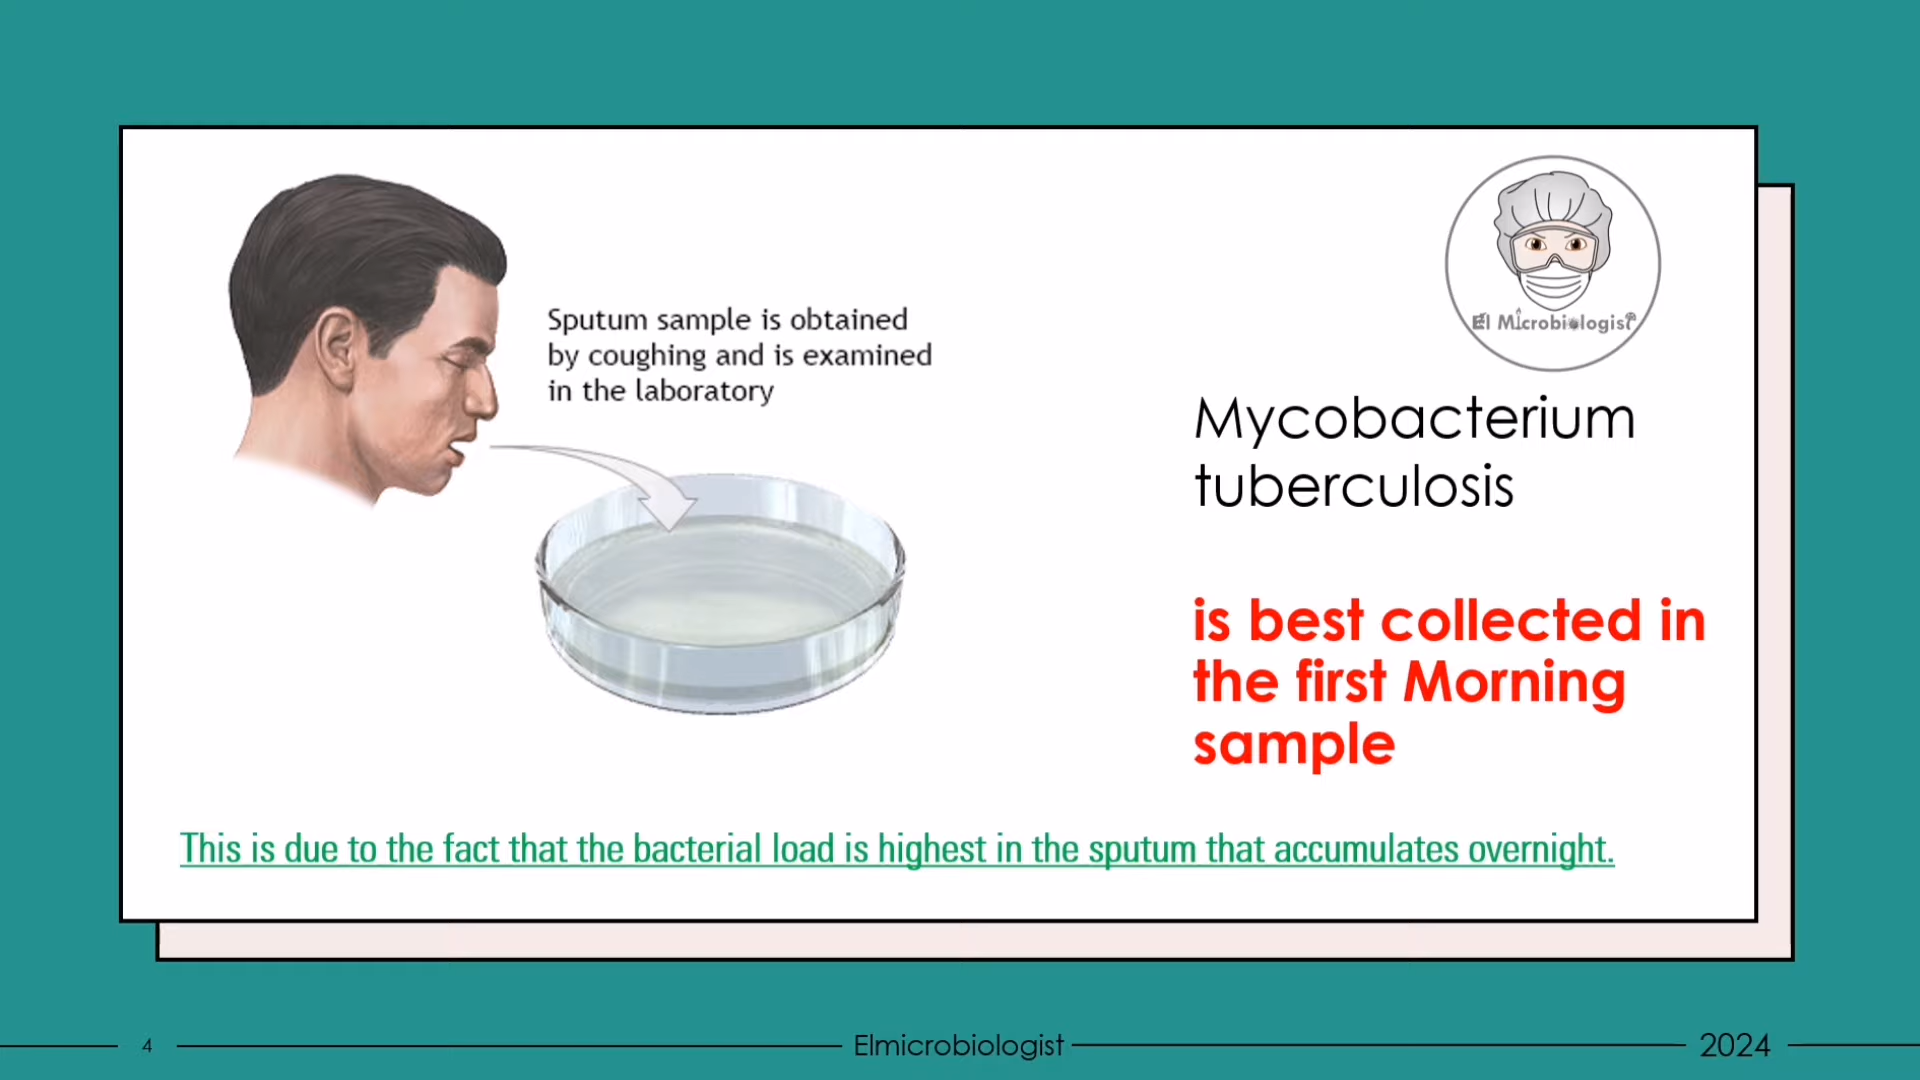 El Microbiologist
Sputum sample is obtained
by coughing and is examined
in the laboratory
Mycobacterium
tuberculosis
is best collected in
the first Morning
sample
This is due to the fact that the bacterial load is highest in the sputum that accumulates overnight.
4
Elmicrobiologist
2024